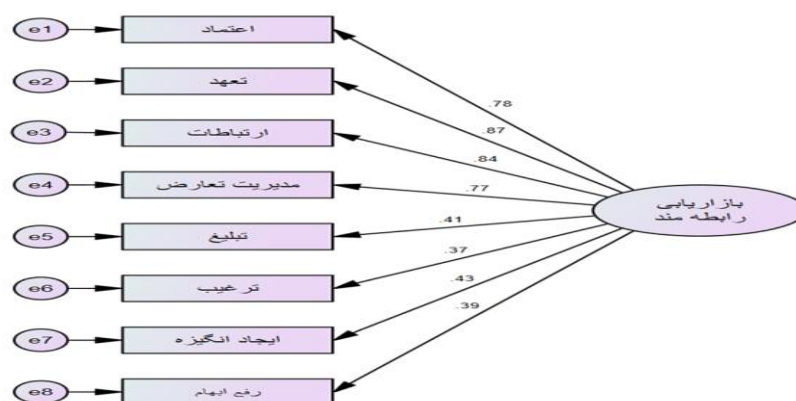 e1
اعتماد
e2
تعهد
e3
ارتباطات
e4
مدیریت تعارض
e5
تبلیغ
e6
ترغیب
e7
ایجاد انگیزه
e8
رفع ابهام
.78
.87
.84
.77
.41
.37
.43
.39
بازاریابی
رابطه مند